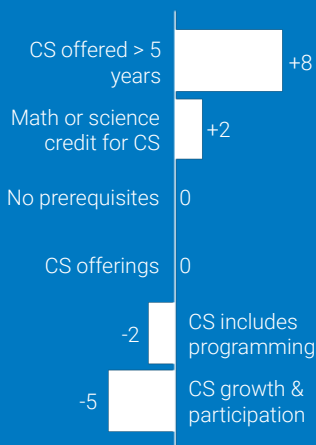 CS offered > 5
years
+8
Math or science
credit for CS
+2
No prerequisites
0
CS offerings
0
-2
CS includes
programming
-5
CS growth &
participation